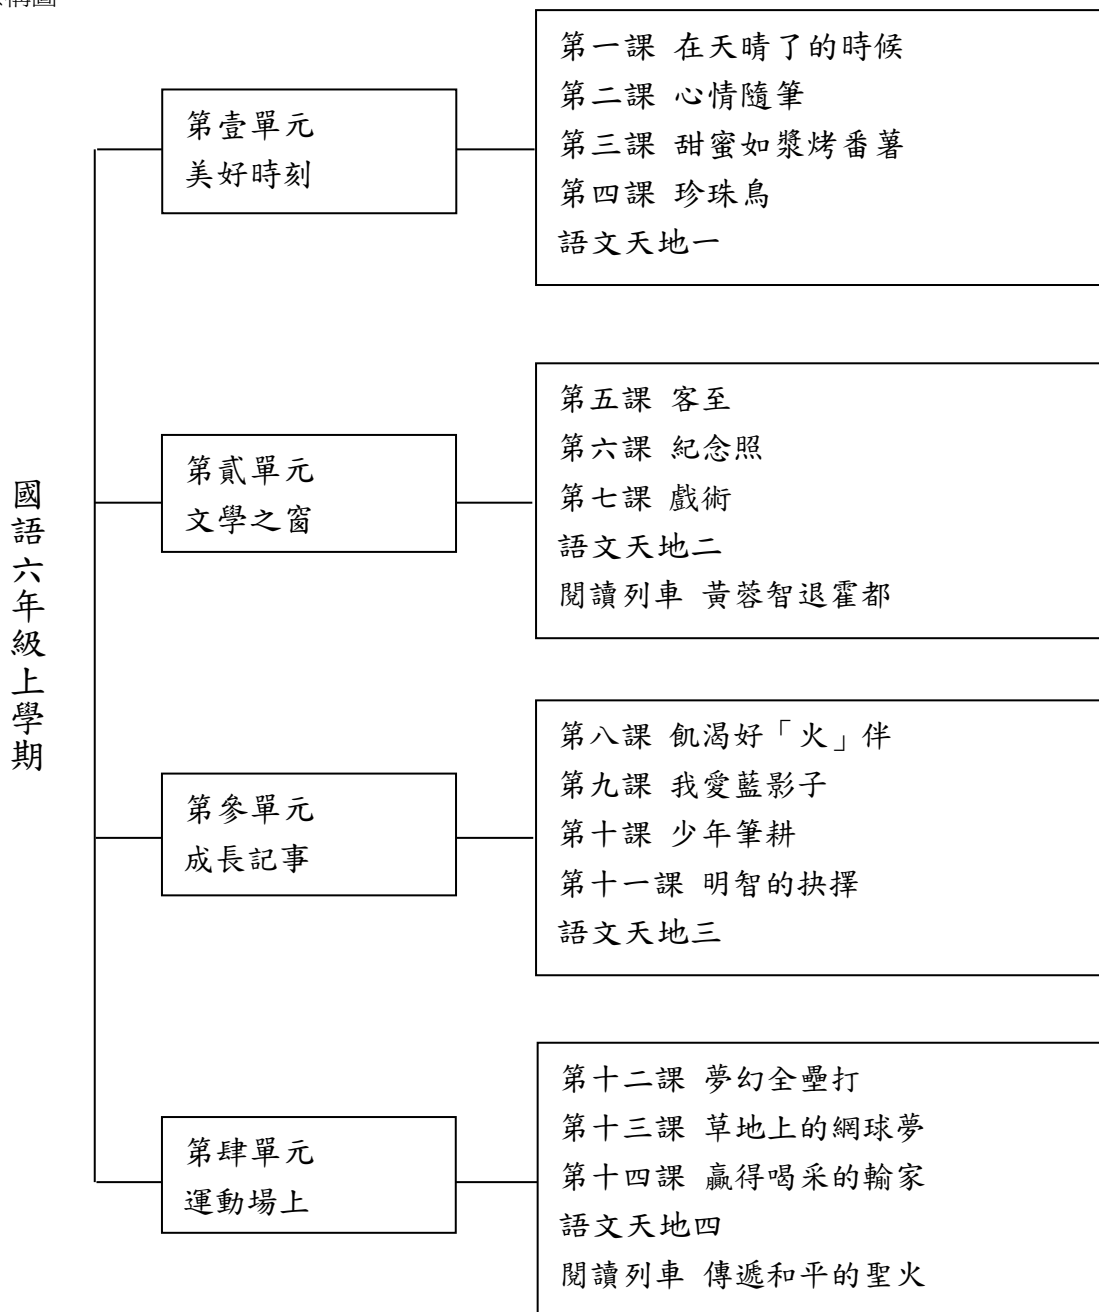 構圖
國語六年級上學期
第壹單元
美好時刻
第一課 在天晴了的時候
第二課 心情隨筆
第三課 甜蜜如漿烤番薯
第四課 珍珠鳥
語文天地一
第貳單元
文學之窗
第五課 客至
第六課 紀念照
第七課 戲術
語文天地二
閱讀列車 黃蓉智退霍都
第參單元
成長記事
第八課 飢渴好「火」伴
第九課 我愛藍影子
第十課 少年筆耕
第十一課 明智的抉擇
語文天地三
第肆單元
運動場上
第十二課 夢幻全壘打
第十三課 草地上的網球夢
第十四課 贏得喝采的輸家
語文天地四
閱讀列車 傳遞和平的聖火